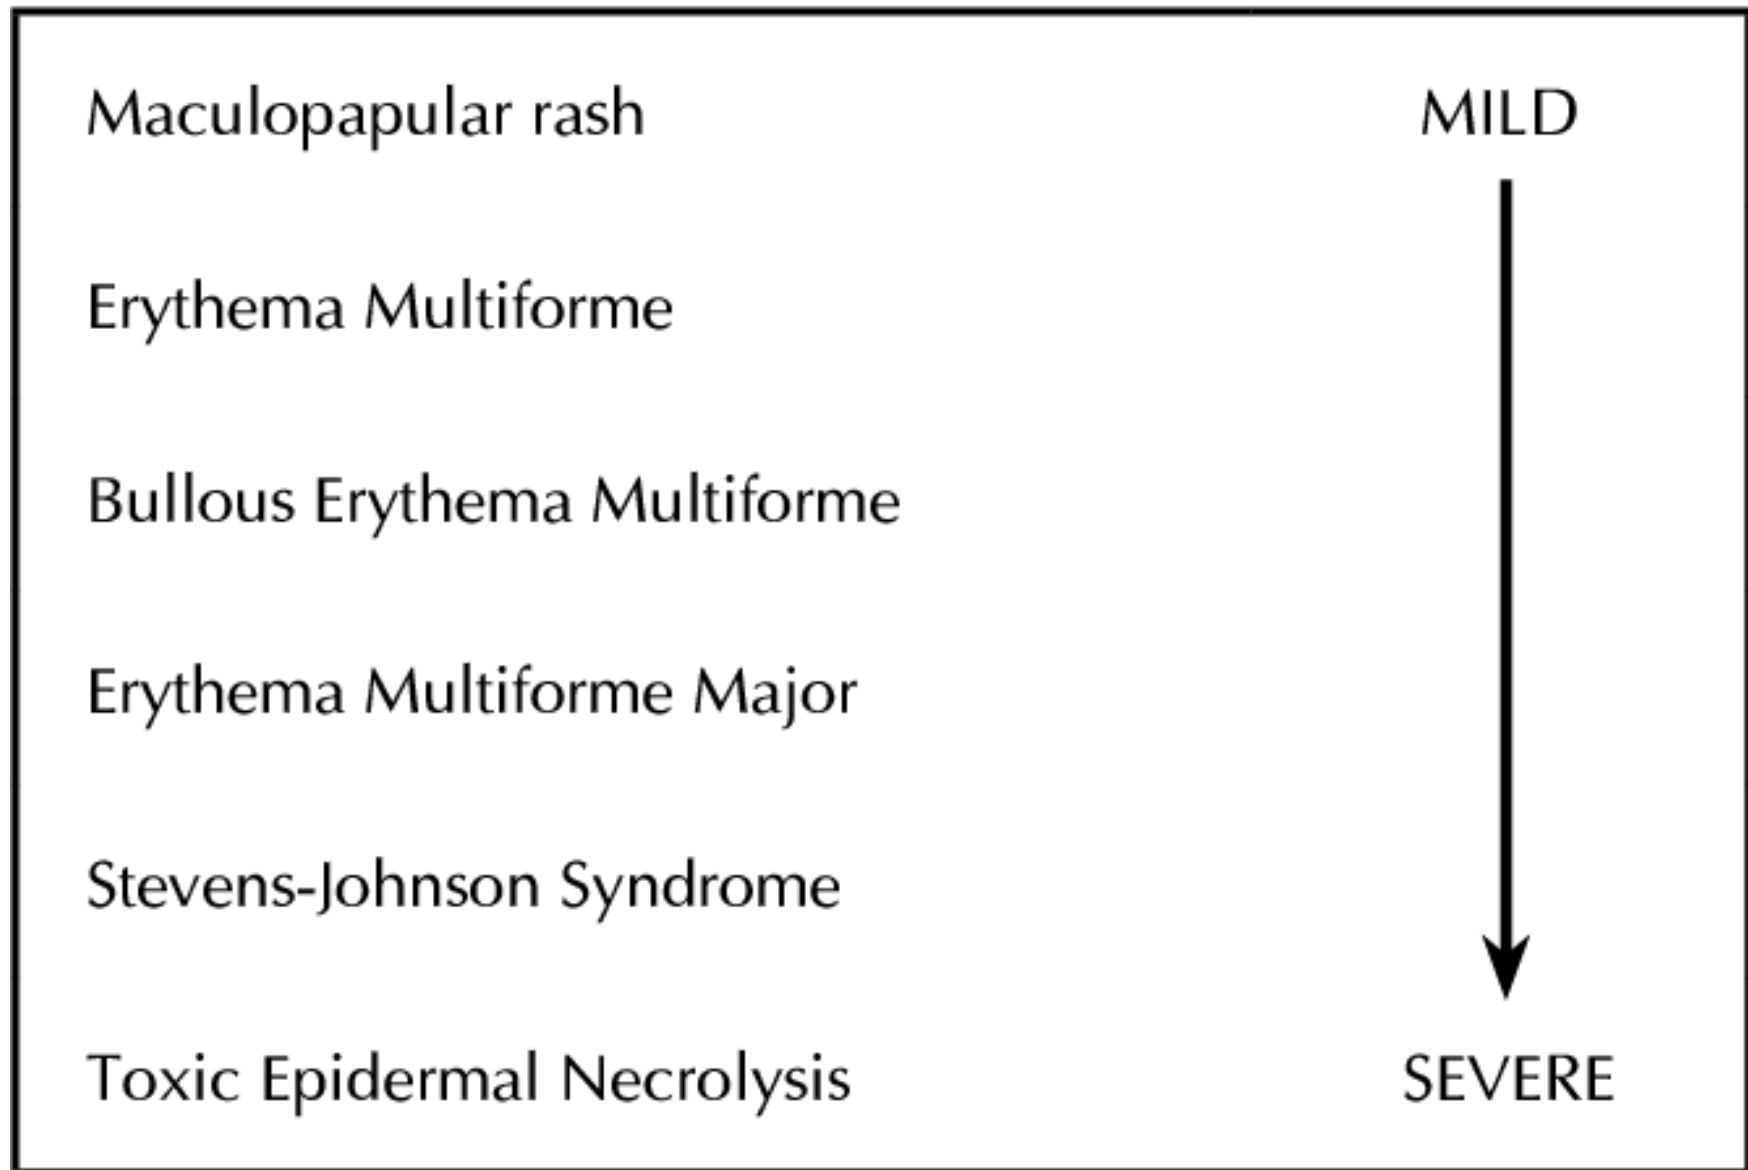 Maculopapular rash MILD
Erythema Multiforme
Bullous Erythema Multiforme
Erythema Multiforme Major
Stevens-Johnson Syndrome
Toxic Epidermal Necrolysis SEVERE